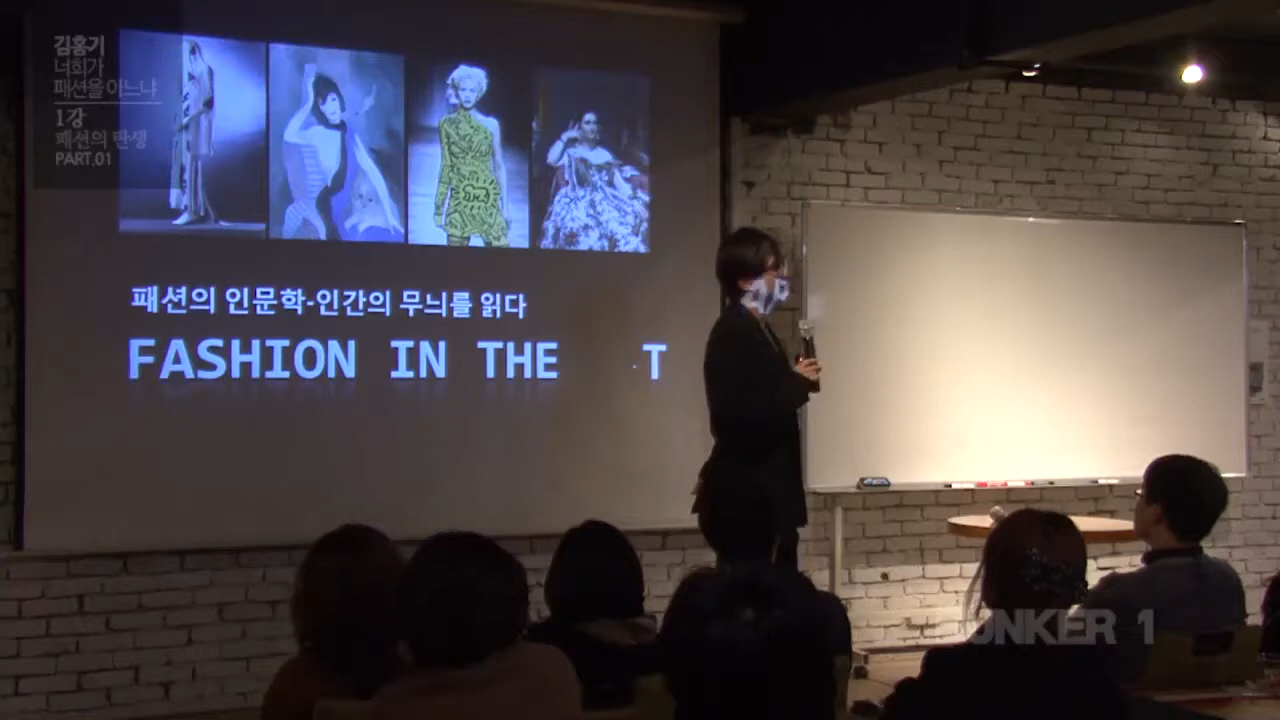 김홍기
너희가
패션을 아느냐
1강
패션의 탄생
PART.01
패션의 인문학-인간의 무늬를 읽다
FASHION IN THE T
UNKER 1